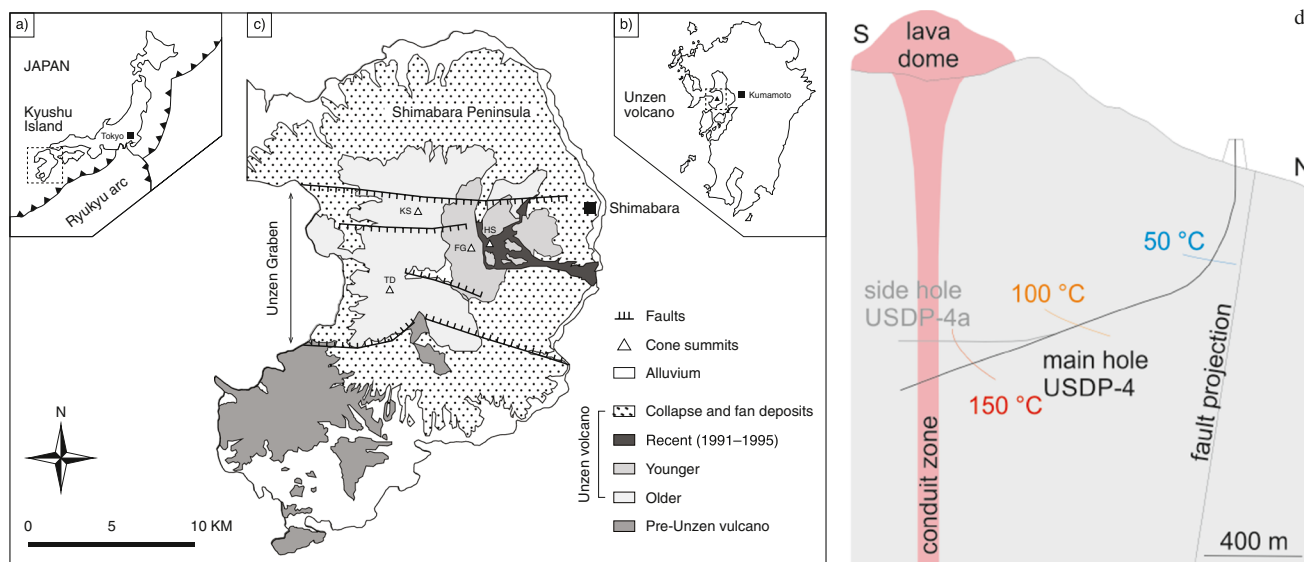 a)
JAPAN
Kyushu
Island
Tokyo
Ryukyu arc
c)
Shimabara Peninsula
KS
HS
FG
TD
Shimabara
Unzen Graben
b)
Unzen
volcano
Kumamoto
Faults
Cone summits
Alluvium
Unzen volcano
Collapse and fan deposits
Recent (1991–1995)
Younger
Older
Pre-Unzen vulcano
N
0 5 10 KM
d
S
lava
dome
N
50 °C
100 °C
side hole
USDP-4a
main hole
USDP-4
150 °C
conduit zone
fault projection
400 m